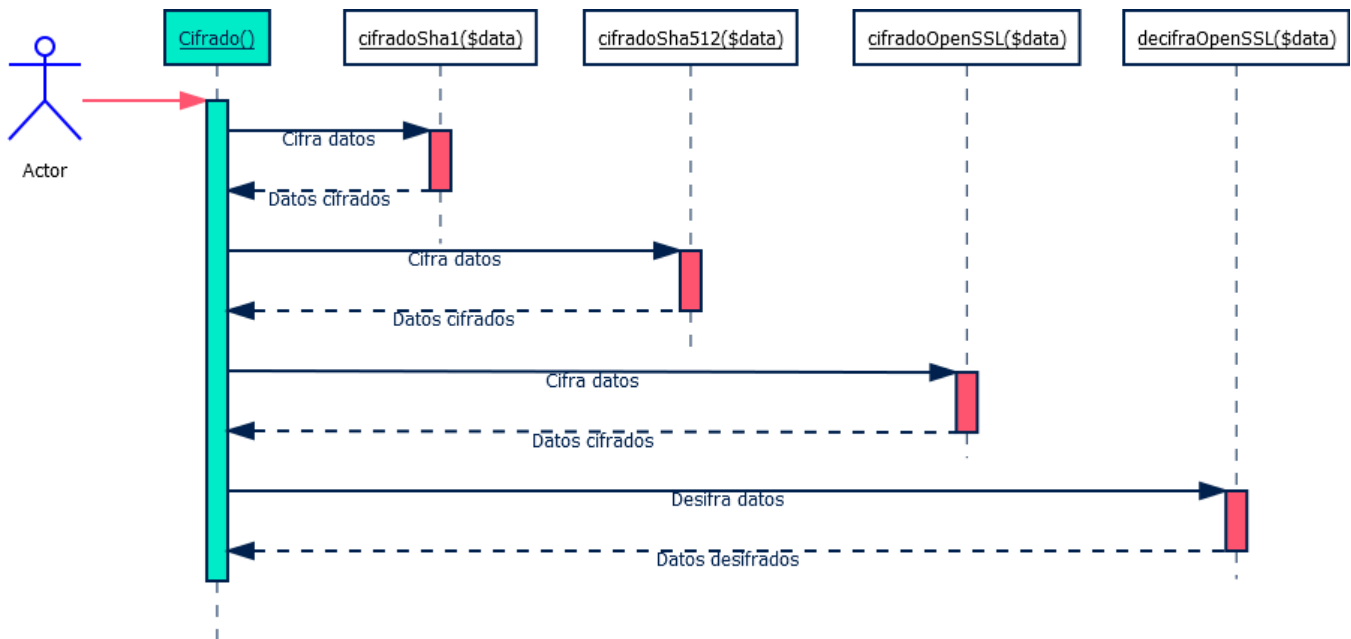 Cifrado()
cifradoSha1($data)
cifradoSha512($data)
cifradoOpenSSL($data)
decifraOpenSSL($data)
Actor
Cifra datos
Datos cifrados
Cifra datos
Datos cifrados
Cifra datos
Datos cifrados
Desifra datos
Datos desifrados